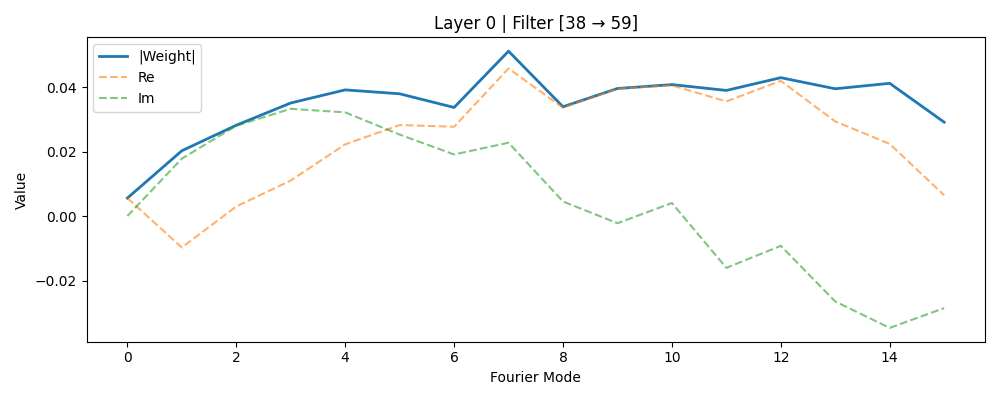 Layer 0 | Filter [38 → 59]
|Weight|
Re
Im
Value
0.04
0.02
0.00
−0.02
0 2 4 6 8 10 12 14
Fourier Mode